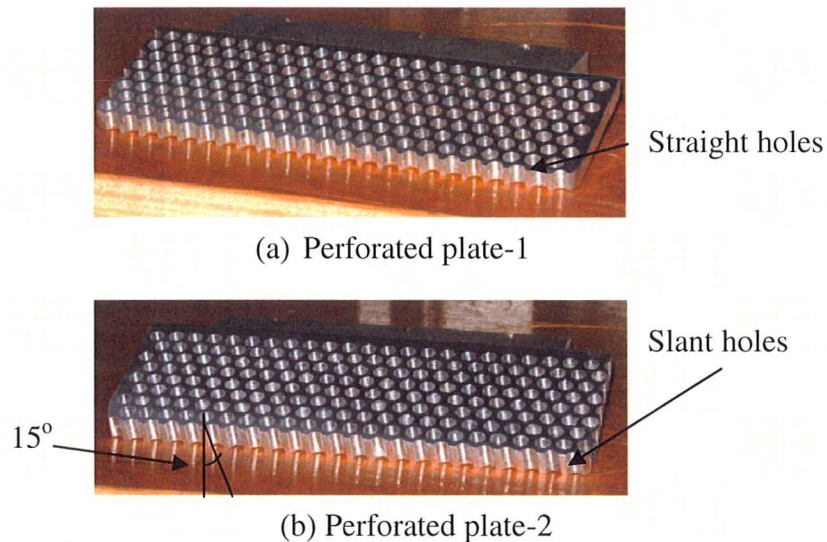 Straight holes
(a) Perforated plate-1
Slant holes
15°
(b) Perforated plate-2